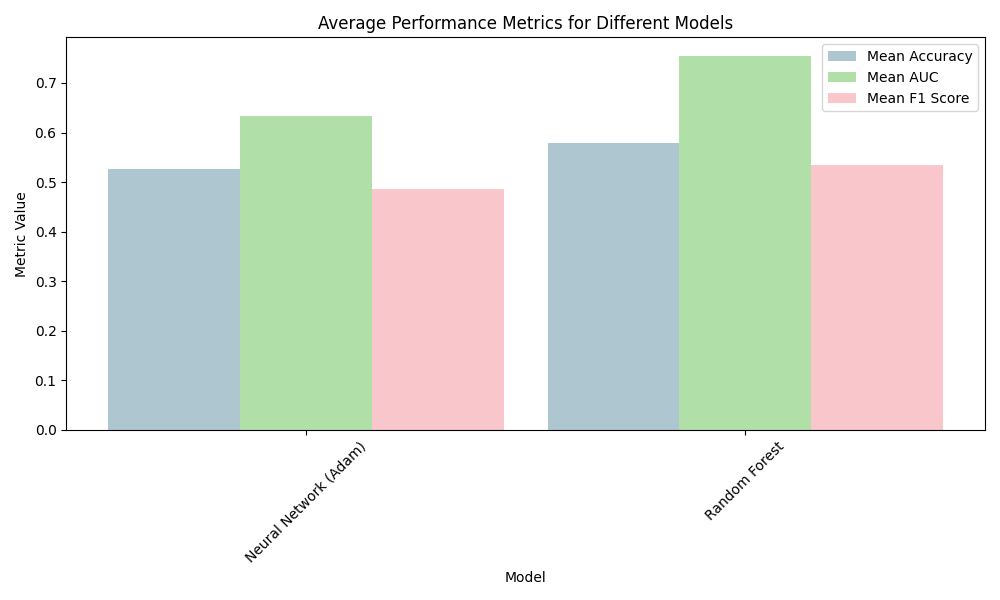 Average Performance Metrics for Different Models
Mean Accuracy
Mean AUC
Mean F1 Score
Metric Value
0.7
0.6
0.5
0.4
0.3
0.2
0.1
0.0
Neural Network (Adam)
Random Forest
Model